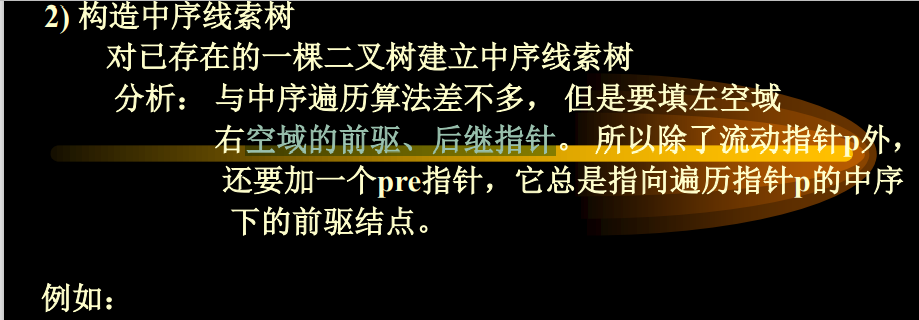 2) 构造中序线索树
对已存在的一棵二叉树建立中序线索树
分析： 与中序遍历算法差不多， 但是要填左空域
右空域的前驱、后继指针。 所以除了流动指针p外，
还要加一个pre指针，它总是指向遍历指针p的中序
下的前驱结点。
例如：